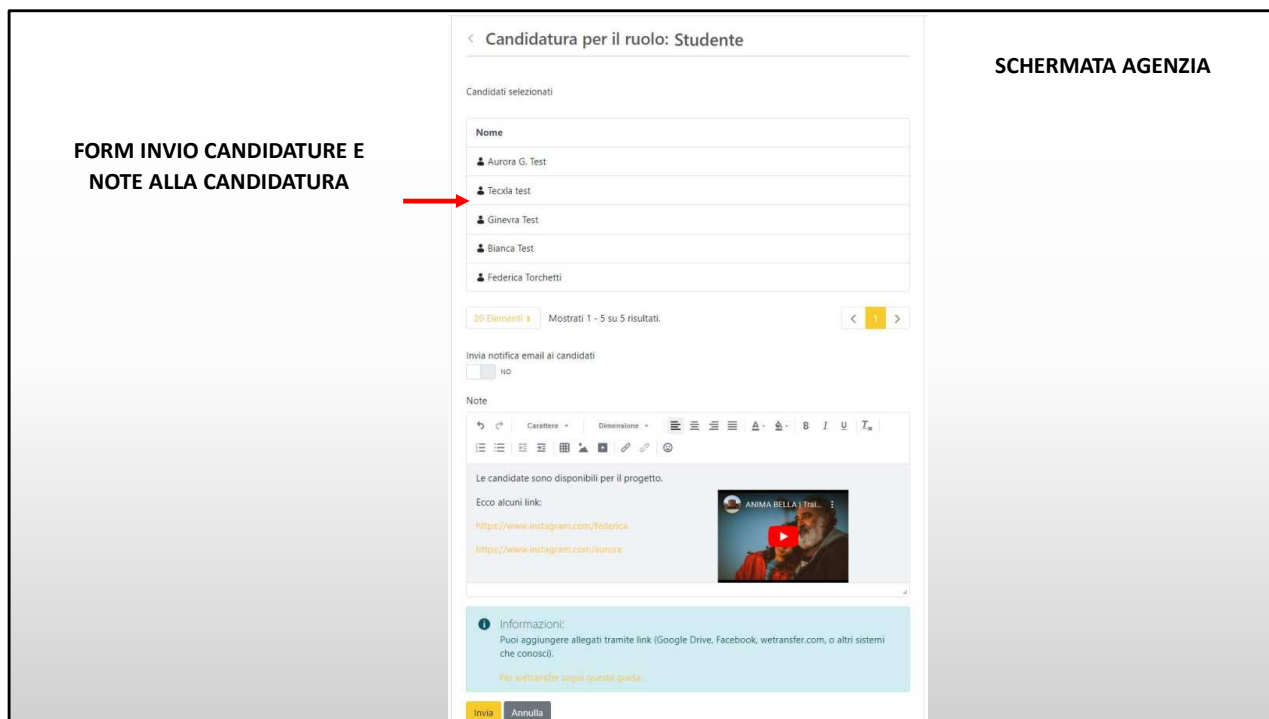 Candidatura per il ruolo: Studente
SCHERMATA AGENZIA
Candidati selezionati
FORM INVIO CANDIDATURE E
NOTE ALLA CANDIDATURA
Nome
Aurora G. Test
Tecxla test
Ginevra Test
Bianca Test
Federica Torchetti
20 Elementi
Mostrati 1 - 5 su 5 risultati.
1
Invia notifica email ai candidati
NO
Note
Carattere
Dimensione
A
B I U Tx
Le candidate sono disponibili per il progetto.
Ecco alcuni link:
https://www.instagram.com/federica
https://www.instagram.com/aurora
ANIMA BELLA | Trai...
Informazioni:
Puoi aggiungere allegati tramite link (Google Drive, Facebook, wetransfer.com, o altri sistemi
che conosci).
Per wetransfer segui questa guida.
Invia
Annulla